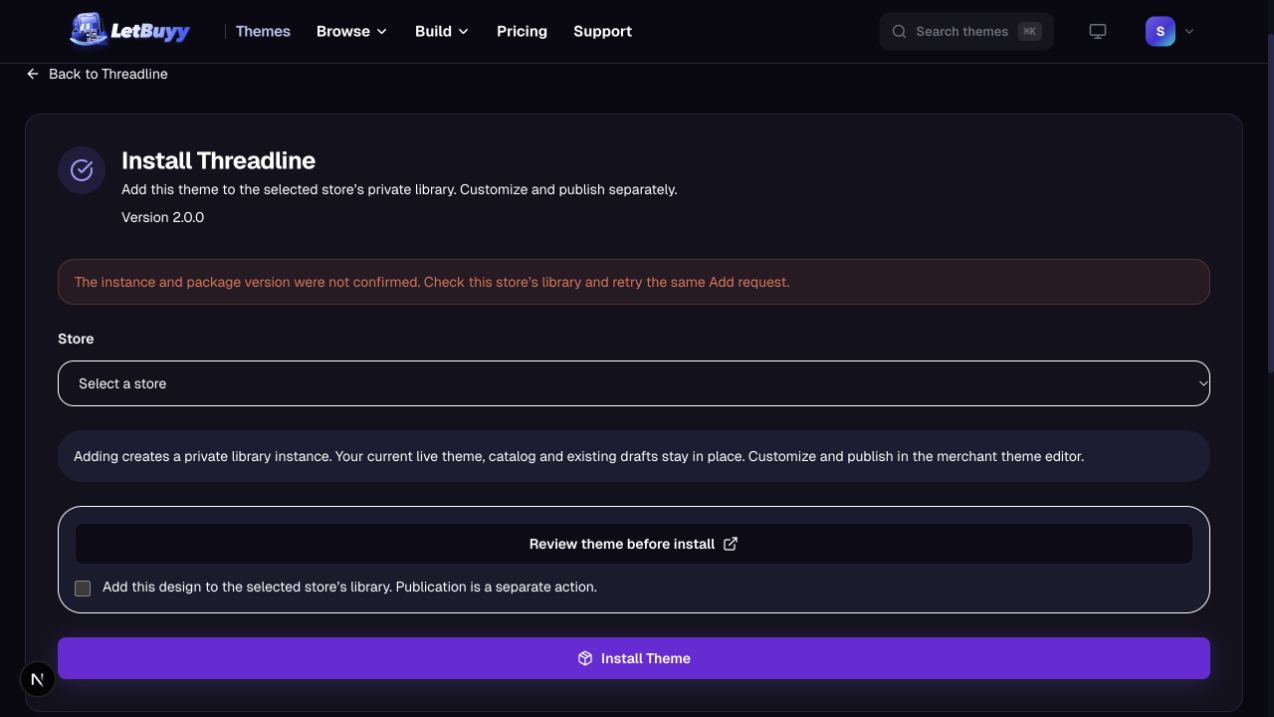 LetBuyy
Themes
Browse
Build
Pricing
Support
Search themes
⌘K
S
Back to Threadline
Install Threadline
Add this theme to the selected store’s private library. Customize and publish separately.
Version 2.0.0
The instance and package version were not confirmed. Check this store’s library and retry the same Add request.
Store
Select a store
Adding creates a private library instance. Your current live theme, catalog and existing drafts stay in place. Customize and publish in the merchant theme editor.
Review theme before install
Add this design to the selected store’s library. Publication is a separate action.
Install Theme
N